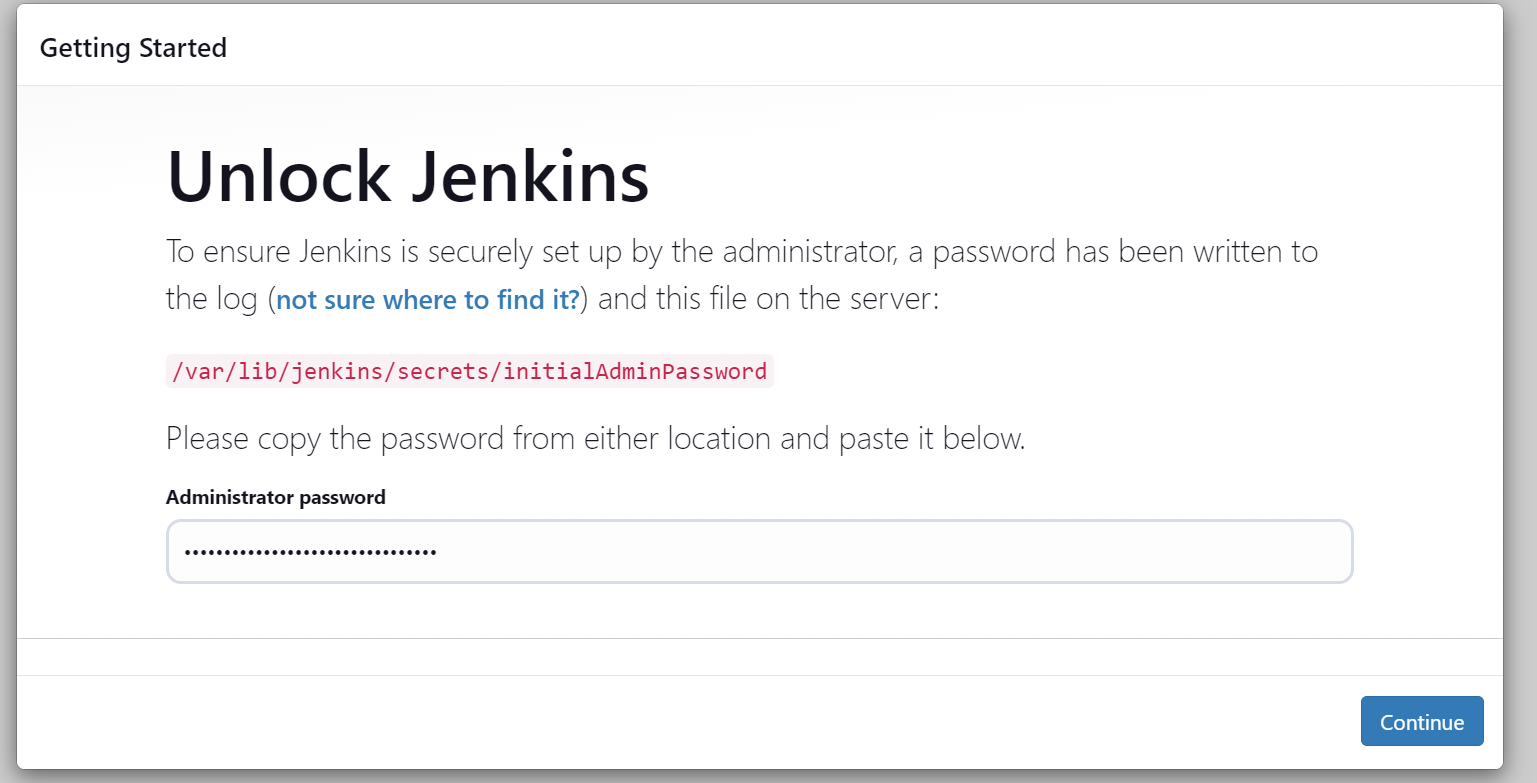 Getting Started
Unlock Jenkins
To ensure Jenkins is securely set up by the administrator, a password has been written to
the log (not sure where to find it?) and this file on the server:
/var/lib/jenkins/secrets/initialAdminPassword
Please copy the password from either location and paste it below.
Administrator password
••••••••••••••••••••••••••••••••
Continue